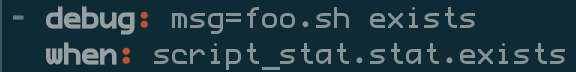 - debug: msg=foo.sh exists
when: script_stat.stat.exists